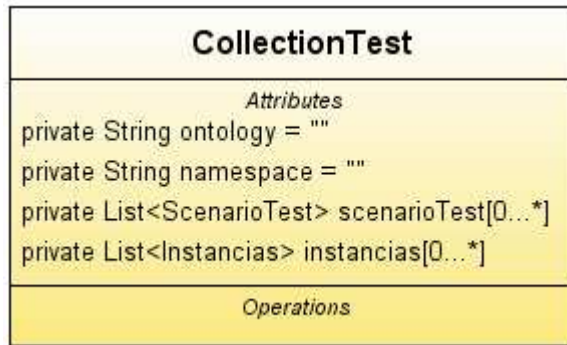 CollectionTest
Attributes
private String ontology = ""
private String namespace = ""
private List<ScenarioTest> scenarioTest[0...*]
private List<Instancias> instancias[0...*]
Operations